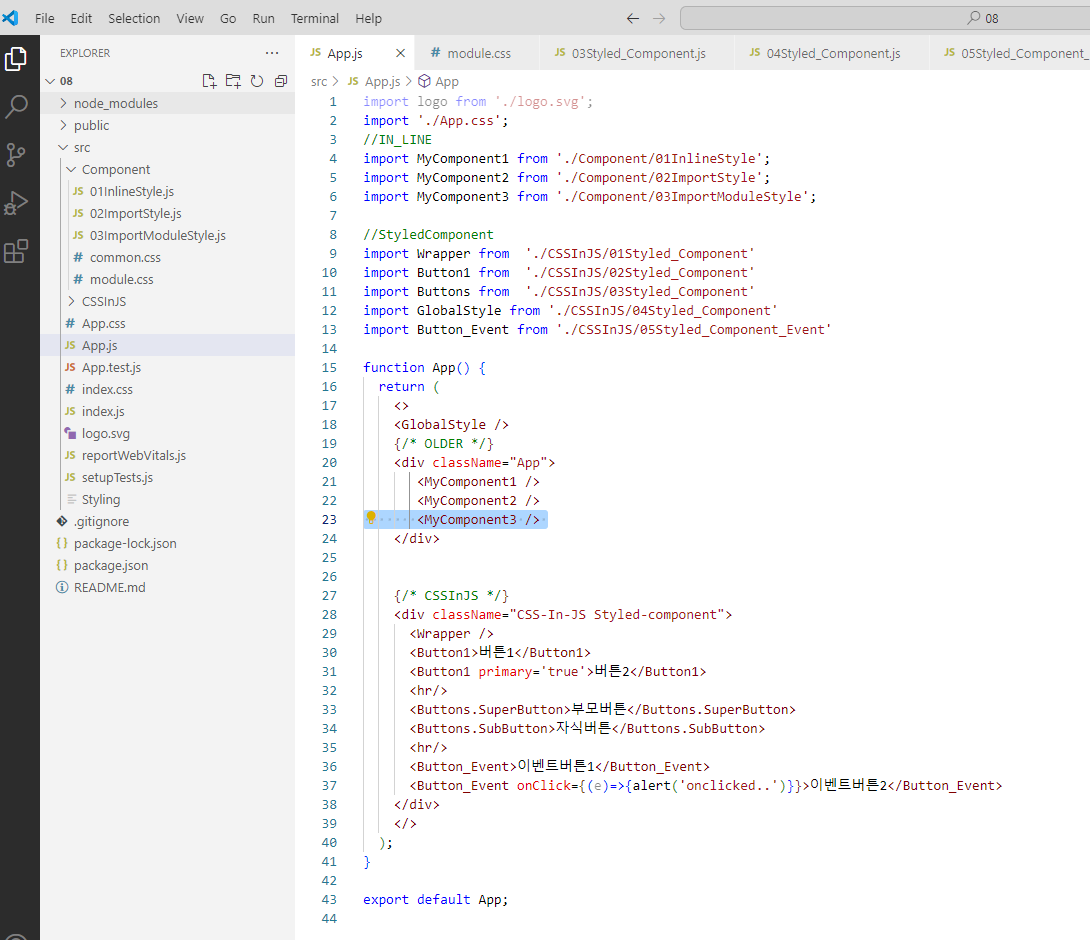 File Edit Selection View Go Run Terminal Help
08
EXPLORER
08
node_modules
public
src
Component
JS 01InlineStyle.js
JS 02ImportStyle.js
JS 03ImportModuleStyle.js
# common.css
# module.css
CSSInJS
# App.css
JS App.js
JS App.test.js
# index.css
JS index.js
logo.svg
JS reportWebVitals.js
JS setupTests.js
Styling
.gitignore
{} package-lock.json
{} package.json
README.md
JS App.js # module.css JS 03Styled_Component.js JS 04Styled_Component.js JS 05Styled_Component_
src > JS App.js > App
1 import logo from './logo.svg';
2 import './App.css';
3 //IN_LINE
4 import MyComponent1 from './Component/01InlineStyle';
5 import MyComponent2 from './Component/02ImportStyle';
6 import MyComponent3 from './Component/03ImportModuleStyle';
7
8 //StyledComponent
9 import Wrapper from  './CSSInJS/01Styled_Component'
10 import Button1 from  './CSSInJS/02Styled_Component'
11 import Buttons from  './CSSInJS/03Styled_Component'
12 import GlobalStyle from './CSSInJS/04Styled_Component'
13 import Button_Event from './CSSInJS/05Styled_Component_Event'
14
15 function App() {
16 return (
17 <>
18 <GlobalStyle />
19 {/* OLDER */}
20 <div className="App">
21 <MyComponent1 />
22 <MyComponent2 />
23 <MyComponent3 />
24 </div>
25
26
27 {/* CSSInJS */}
28 <div className="CSS-In-JS Styled-component">
29 <Wrapper />
30 <Button1>버튼1</Button1>
31 <Button1 primary='true'>버튼2</Button1>
32 <hr/>
33 <Buttons.SuperButton>부모버튼</Buttons.SuperButton>
34 <Buttons.SubButton>자식버튼</Buttons.SubButton>
35 <hr/>
36 <Button_Event>이벤트버튼1</Button_Event>
37 <Button_Event onClick={(e)=>{alert('onclicked..')}}>이벤트버튼2</Button_Event>
38 </div>
39 </>
40 );
41 }
42
43 export default App;
44